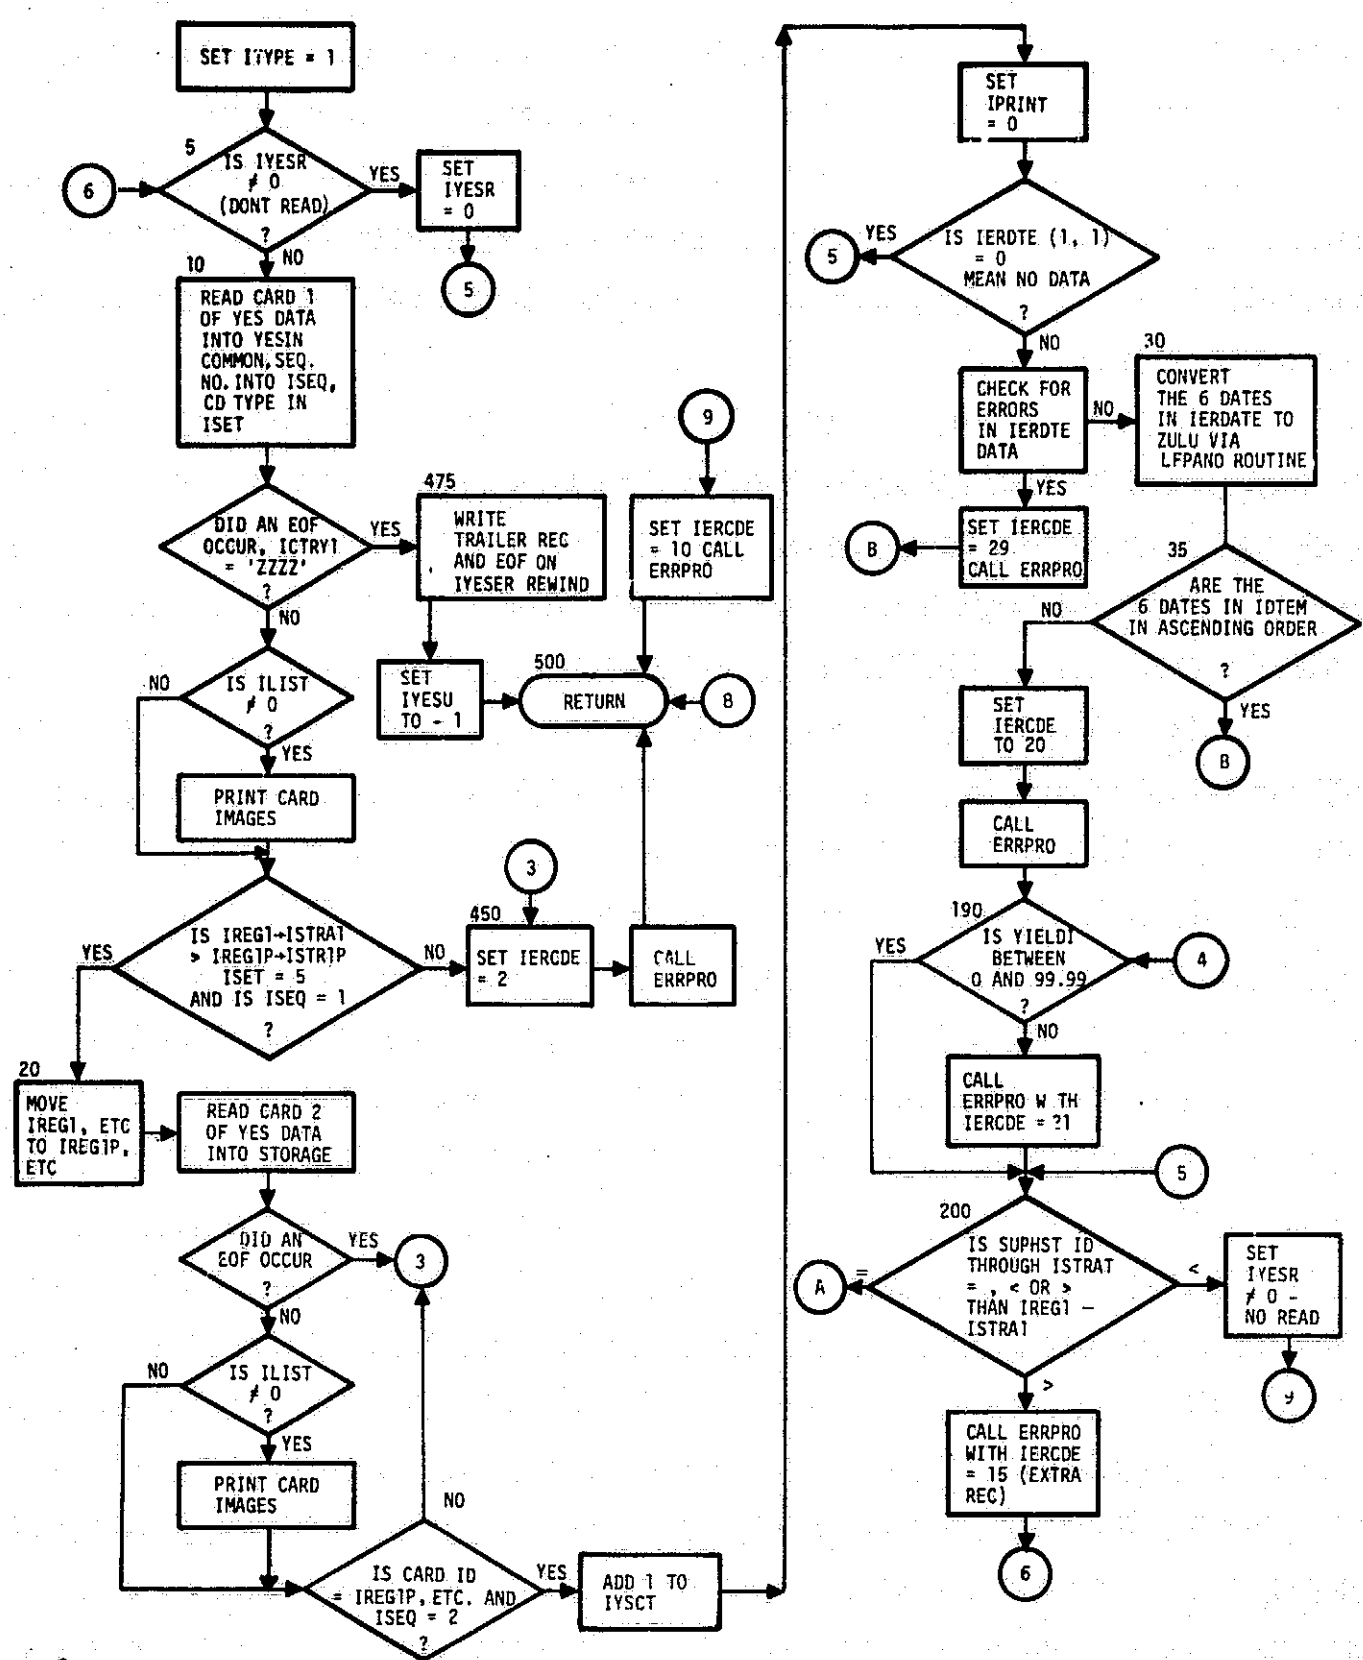 SET ITYPE = 1
5
IS IYESR
≠ 0
(DONT READ)
?
6
YES
SET
IYESR
= 0
5
NO
10
READ CARD 1
OF YES DATA
INTO YESIN
COMMON, SEQ.
NO. INTO ISEQ,
CD TYPE IN
ISET
DID AN EOF
OCCUR, ICTRY1
= 'ZZZZ'
?
YES
475
WRITE
TRAILER REC
AND EOF ON
IYESER REWIND
SET
IYESU
TO - 1
9
SET IERCDE
= 10 CALL
ERRPRO
500
RETURN
8
NO
IS ILIST
≠ 0
?
NO
YES
PRINT CARD
IMAGES
IS IREG1→ISTRA1
> IREG1P→ISTR1P
ISET = 5
AND IS ISEQ = 1
?
YES
NO
3
450
SET IERCDE
= 2
CALL
ERRPRO
20
MOVE
IREG1, ETC
TO IREG1P,
ETC
READ CARD 2
OF YES DATA
INTO STORAGE
DID AN
EOF OCCUR
?
YES
3
NO
IS ILIST
≠ 0
?
NO
YES
PRINT CARD
IMAGES
NO
IS CARD ID
= IREG1P, ETC. AND
ISEQ = 2
?
YES
ADD 1 TO
IYSCT
SET
IPRINT
= 0
IS IERDTE (1, 1)
= 0
MEAN NO DATA
?
YES
5
NO
CHECK FOR
ERRORS
IN IERDTE
DATA
NO
30
CONVERT
THE 6 DATES
IN IERDATE TO
ZULU VIA
LFPAND ROUTINE
YES
SET IERCDE
= 29
CALL ERRPRO
B
35
ARE THE
6 DATES IN IDTEM
IN ASCENDING ORDER
?
NO
YES
B
SET
IERCDE
TO 20
CALL
ERRPRO
190
IS YIELDI
BETWEEN
0 AND 99.99
?
YES
4
NO
CALL
ERRPRO W TH
IERCDE = 21
5
200
IS SUPHST ID
THROUGH ISTRAT
= , < OR >
THAN IREG1 —
ISTRA1
=
A
<
SET
IYESR
≠ 0 -
NO READ
9
>
CALL ERRPRO
WITH IERCDE
= 15 (EXTRA
REC)
6